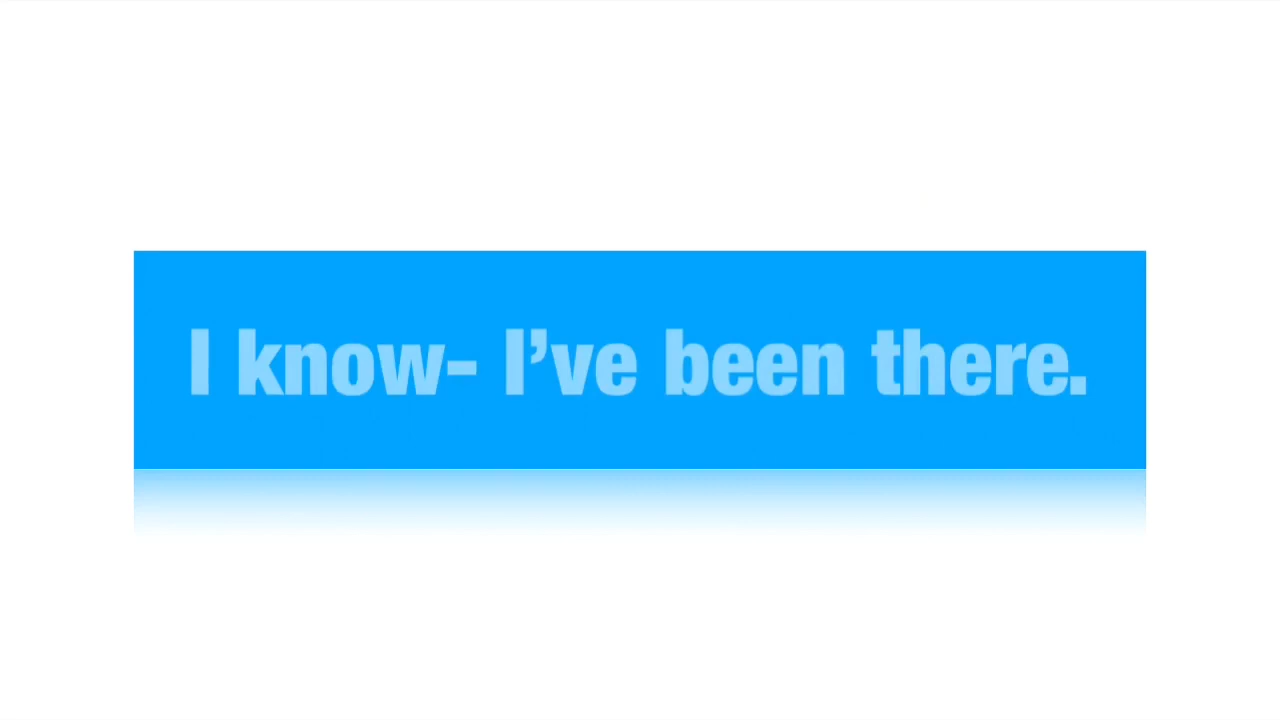 I know- I’ve been there.